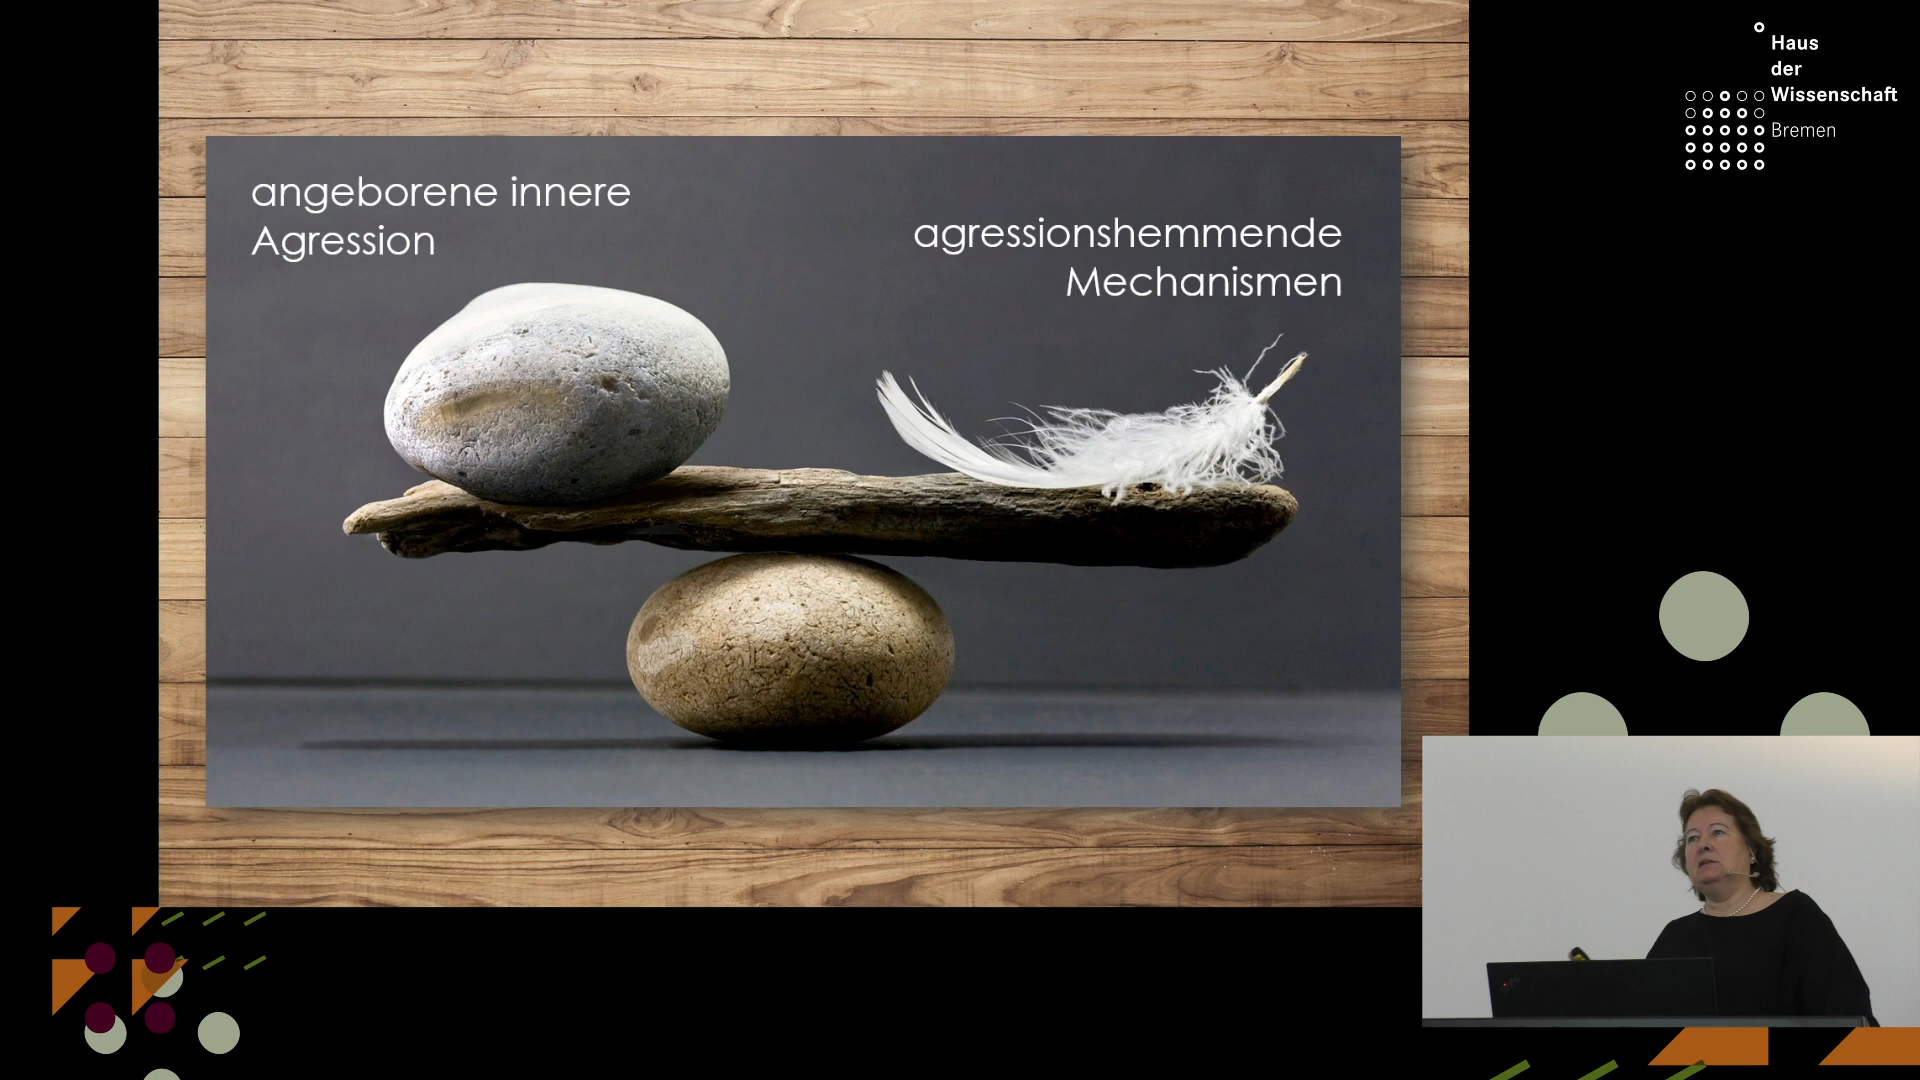 angeborene innere
Agression
agressionshemmende
Mechanismen
Haus
der
Wissenschaft
Bremen